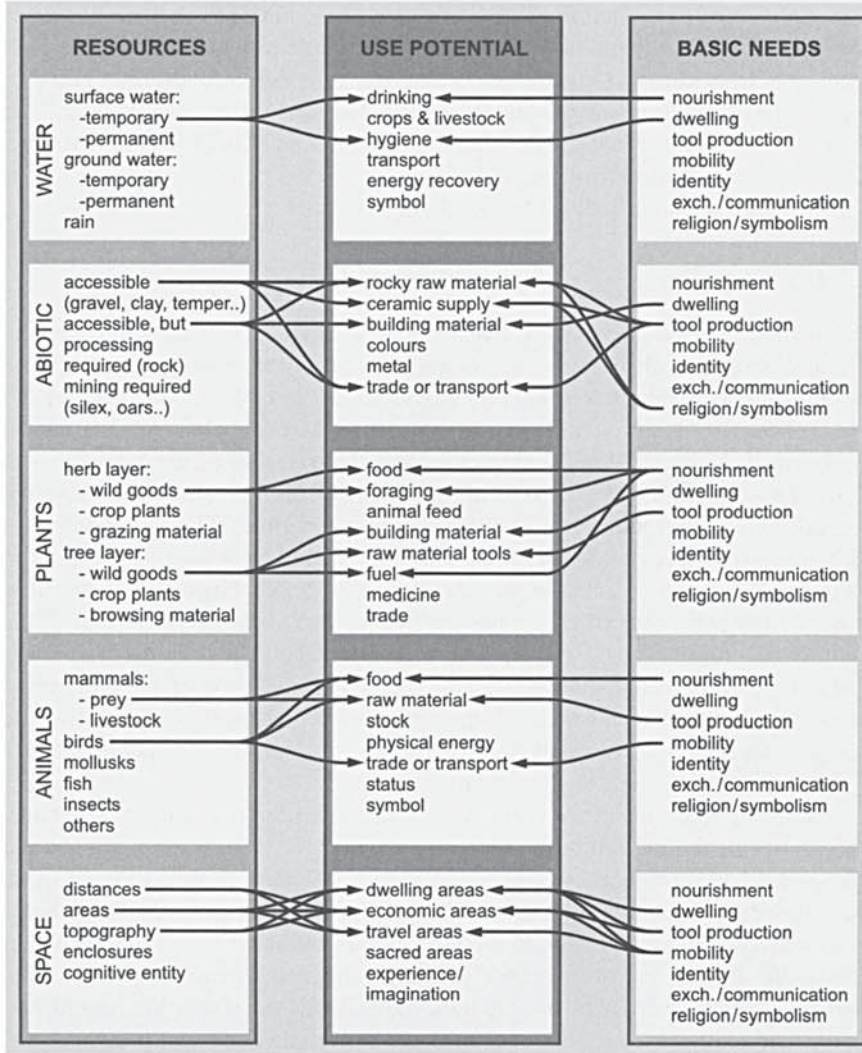 RESOURCES
USE POTENTIAL
BASIC NEEDS
WATER
surface water:
-temporary
-permanent
ground water:
-temporary
-permanent
rain
drinking
crops & livestock
hygiene
transport
energy recovery
symbol
nourishment
dwelling
tool production
mobility
identity
exch./communication
religion/symbolism
ABIOTIC
accessible
(gravel, clay, temper..)
accessible, but
processing
required (rock)
mining required
(silex, oars..)
rocky raw material
ceramic supply
building material
colours
metal
trade or transport
nourishment
dwelling
tool production
mobility
identity
exch./communication
religion/symbolism
PLANTS
herb layer:
- wild goods
- crop plants
- grazing material
tree layer:
- wild goods
- crop plants
- browsing material
food
foraging
animal feed
building material
raw material tools
fuel
medicine
trade
nourishment
dwelling
tool production
mobility
identity
exch./communication
religion/symbolism
ANIMALS
mammals:
- prey
- livestock
birds
mollusks
fish
insects
others
food
raw material
stock
physical energy
trade or transport
status
symbol
nourishment
dwelling
tool production
mobility
identity
exch./communication
religion/symbolism
SPACE
distances
areas
topography
enclosures
cognitive entity
dwelling areas
economic areas
travel areas
sacred areas
experience/
imagination
nourishment
dwelling
tool production
mobility
identity
exch./communication
religion/symbolism